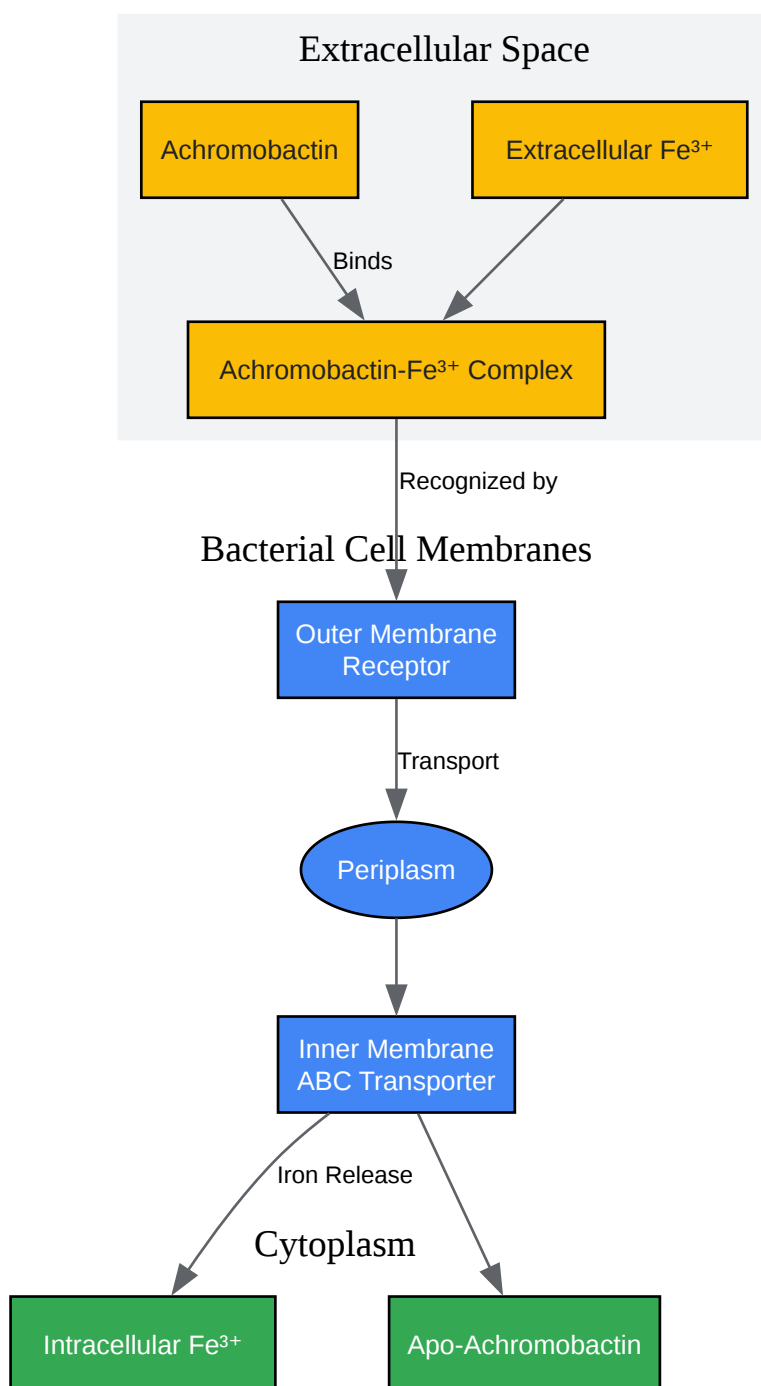 Extracellular Space
Achromobactin
Extracellular Fe³⁺
Binds
Achromobactin-Fe³⁺ Complex
Recognized by
Bacterial Cell Membranes
Outer Membrane
Receptor
Transport
Periplasm
Inner Membrane
ABC Transporter
Iron Release
Cytoplasm
Intracellular Fe³⁺
Apo-Achromobactin